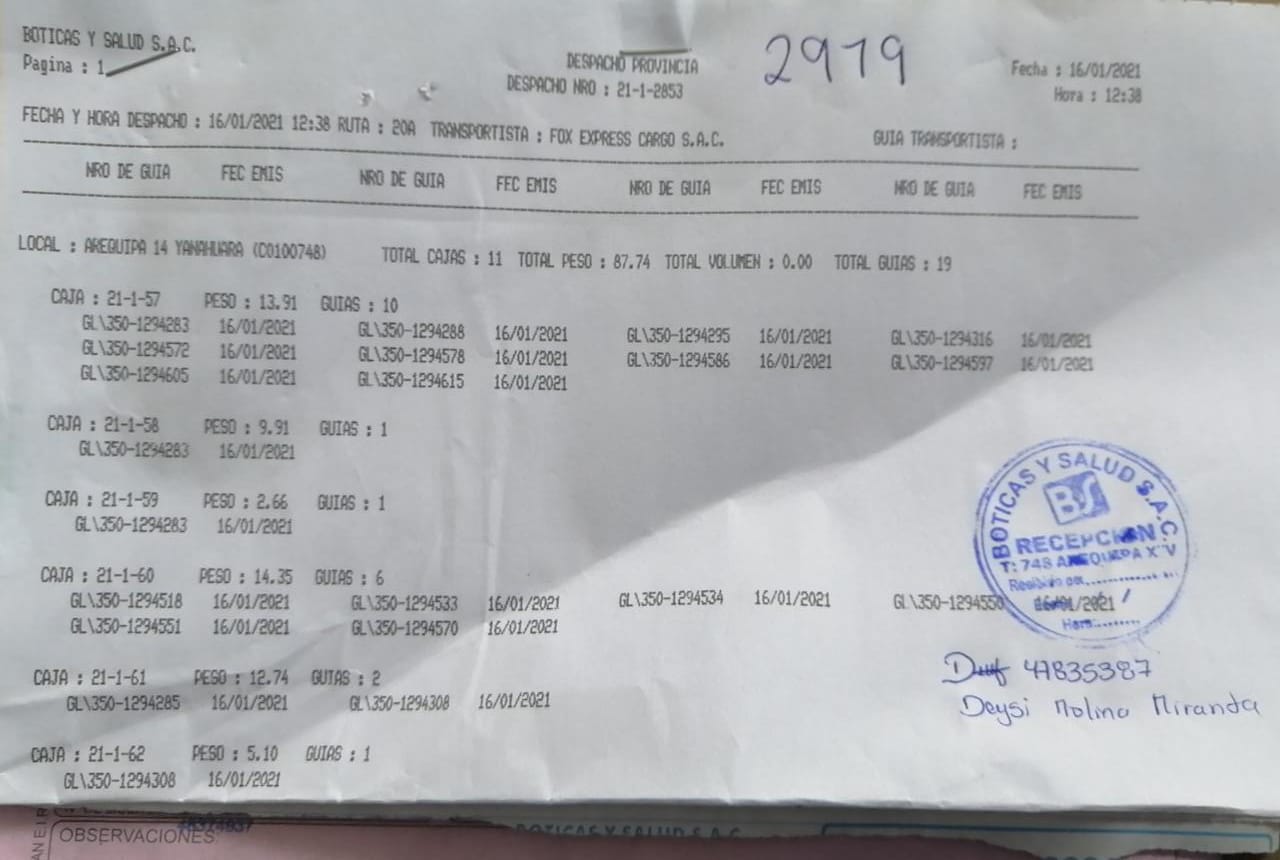 BOTICAS Y SALUD S.A.C.
Pagina : 1
DESPACHO PROVINCIA
DESPACHO NRO : 21-1-2853
2979
Fecha : 16/01/2021
Hora : 12:38
FECHA Y HORA DESPACHO : 16/01/2021 12:38 RUTA : 20A TRANSPORTISTA : FOX EXPRESS CARGO S.A.C. GUIA TRANSPORTISTA :
NRO DE GUIA FEC EMIS NRO DE GUIA FEC EMIS NRO DE GUIA FEC EMIS NRO DE GUIA FEC EMIS
LOCAL : AREQUIPA 14 YANAHUARA (C0100748) TOTAL CAJAS : 11 TOTAL PESO : 87.74 TOTAL VOLUMEN : 0.00 TOTAL GUIAS : 19
CAJA : 21-1-57 PESO : 13.91 GUIAS : 10
GL\350-1294283 16/01/2021 GL\350-1294288 16/01/2021 GL\350-1294295 16/01/2021 GL\350-1294316 16/01/2021
GL\350-1294572 16/01/2021 GL\350-1294578 16/01/2021 GL\350-1294586 16/01/2021 GL\350-1294597 16/01/2021
GL\350-1294605 16/01/2021 GL\350-1294615 16/01/2021
CAJA : 21-1-58 PESO : 9.91 GUIAS : 1
GL\350-1294283 16/01/2021
CAJA : 21-1-59 PESO : 2.66 GUIAS : 1
GL\350-1294283 16/01/2021
CAJA : 21-1-60 PESO : 14.35 GUIAS : 6
GL\350-1294518 16/01/2021 GL\350-1294533 16/01/2021 GL\350-1294534 16/01/2021 GL\350-1294550 16/01/2021
GL\350-1294551 16/01/2021 GL\350-1294570 16/01/2021
CAJA : 21-1-61 PESO : 12.74 GUIAS : 2
GL\350-1294285 16/01/2021 GL\350-1294308 16/01/2021
CAJA : 21-1-62 PESO : 5.10 GUIAS : 1
GL\350-1294308 16/01/2021
BOTICAS Y SALUD S.A.C.
BS
RECEPCION
T: 748 AREQUIPA XIV
Recibido por
Hora:
47835387
Deysi Molina Miranda
OBSERVACIONES
BOTICAS Y SALUD S.A.C.